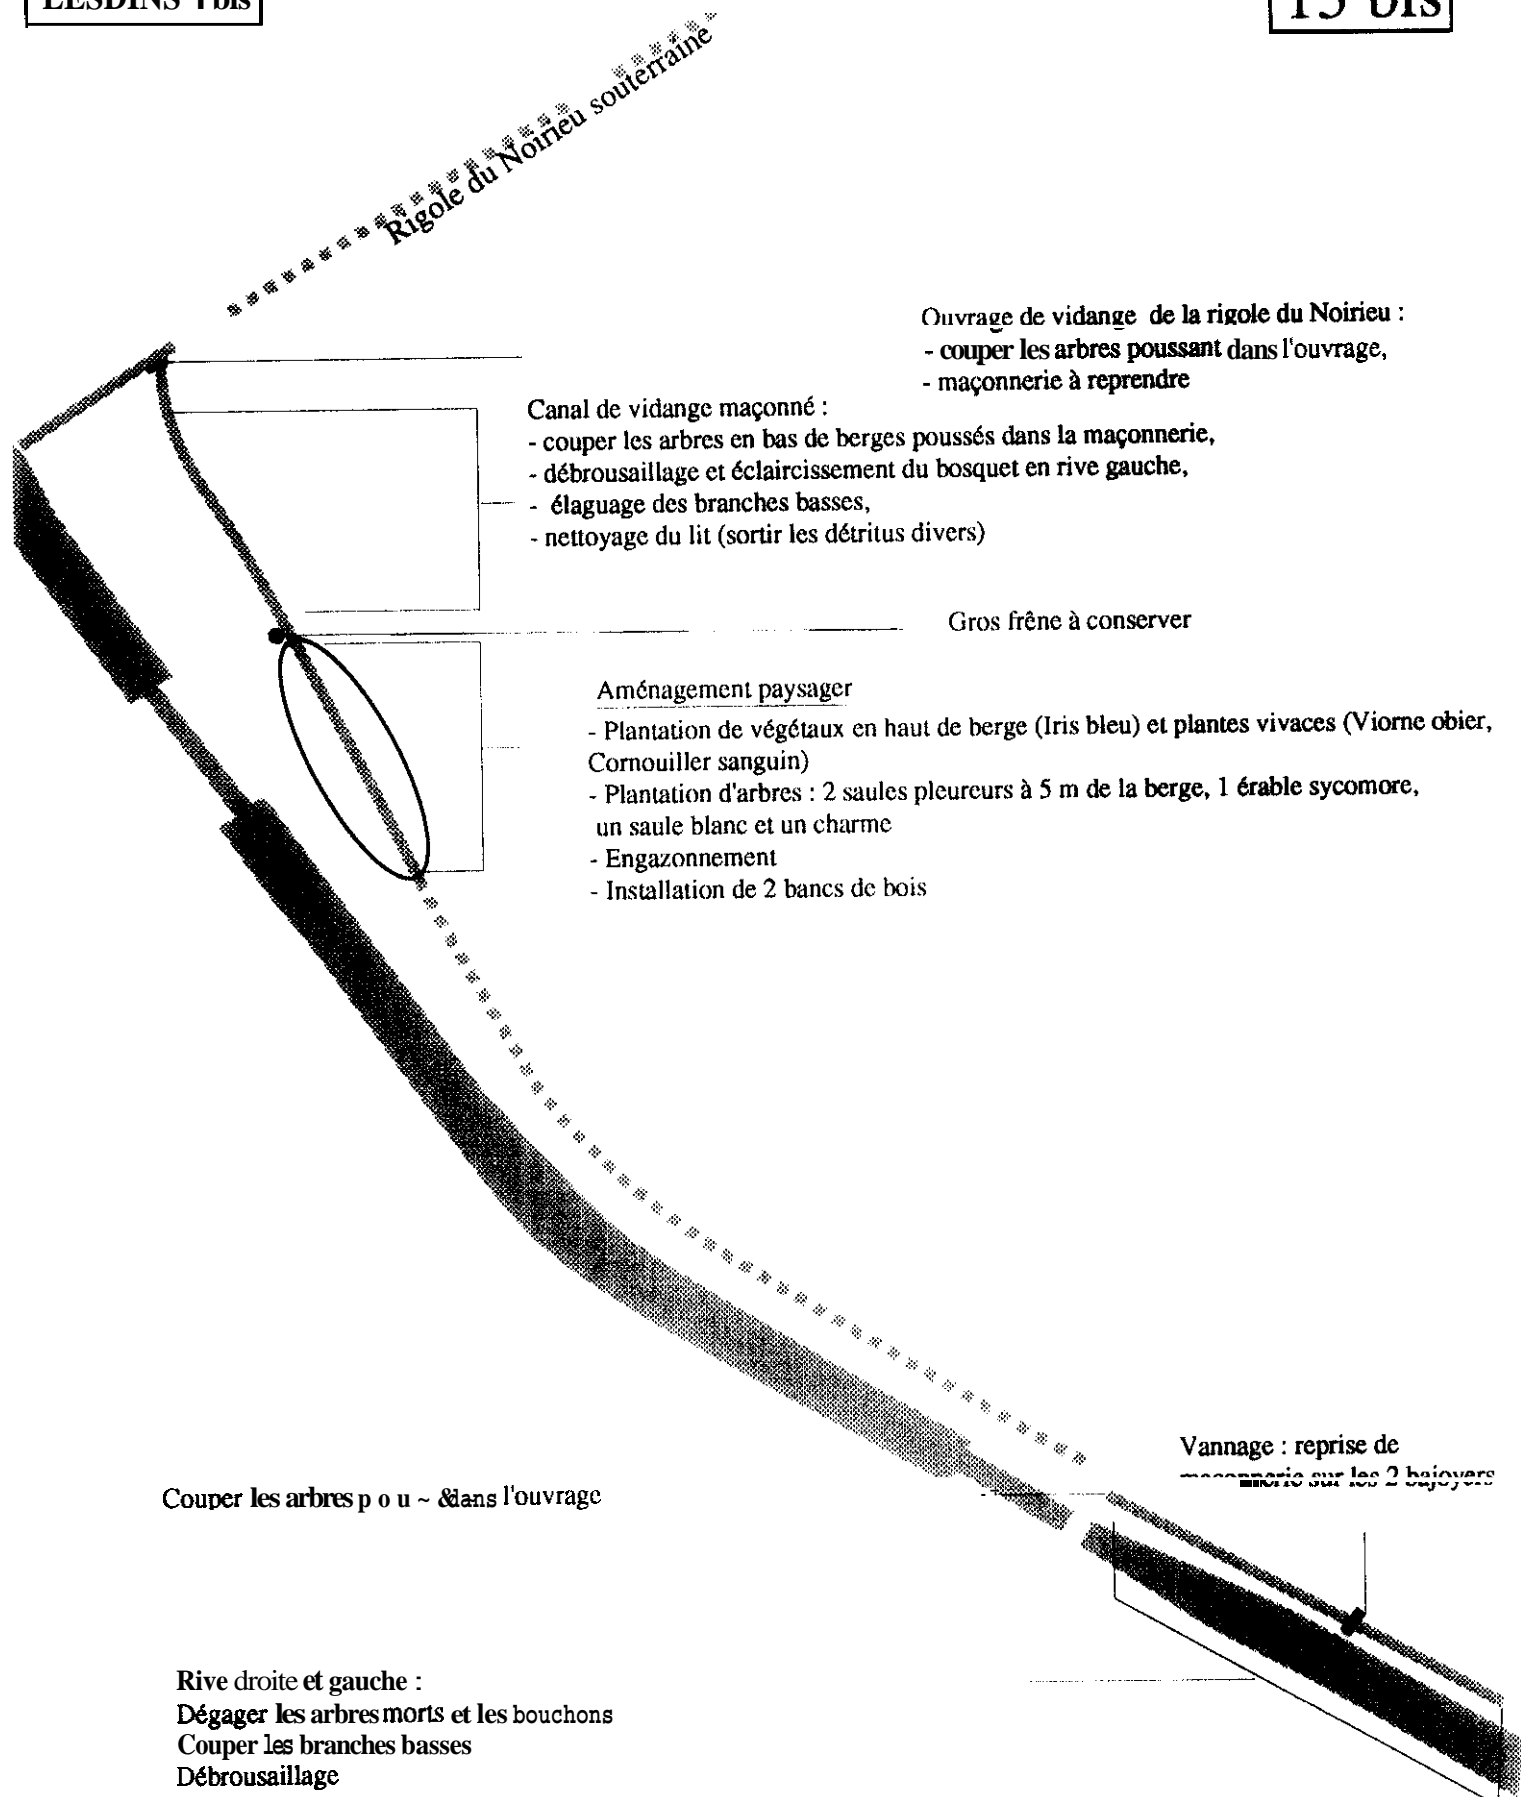 LESDINS 4 bis
15 bis
Rigole du Noirieu souterraine
Ouvrage de vidange de la rigole du Noirieu :
- couper les arbres poussant dans l'ouvrage,
- maçonnerie à reprendre
Canal de vidange maçonné :
- couper les arbres en bas de berges poussés dans la maçonnerie,
- débrousaillage et éclaircissement du bosquet en rive gauche,
- élaguage des branches basses,
- nettoyage du lit (sortir les détritus divers)
Gros frêne à conserver
Aménagement paysager
- Plantation de végétaux en haut de berge (Iris bleu) et plantes vivaces (Viorne obier,
Cornouiller sanguin)
- Plantation d'arbres : 2 saules pleureurs à 5 m de la berge, 1 érable sycomore,
un saule blanc et un charme
- Engazonnement
- Installation de 2 bancs de bois
Vannage : reprise de
maçonnerie sur les 2 bajoyers
Couper les arbres p o u ~ &dans l'ouvrage
Rive droite et gauche :
Dégager les arbres morts et les bouchons
Couper les branches basses
Débrousaillage